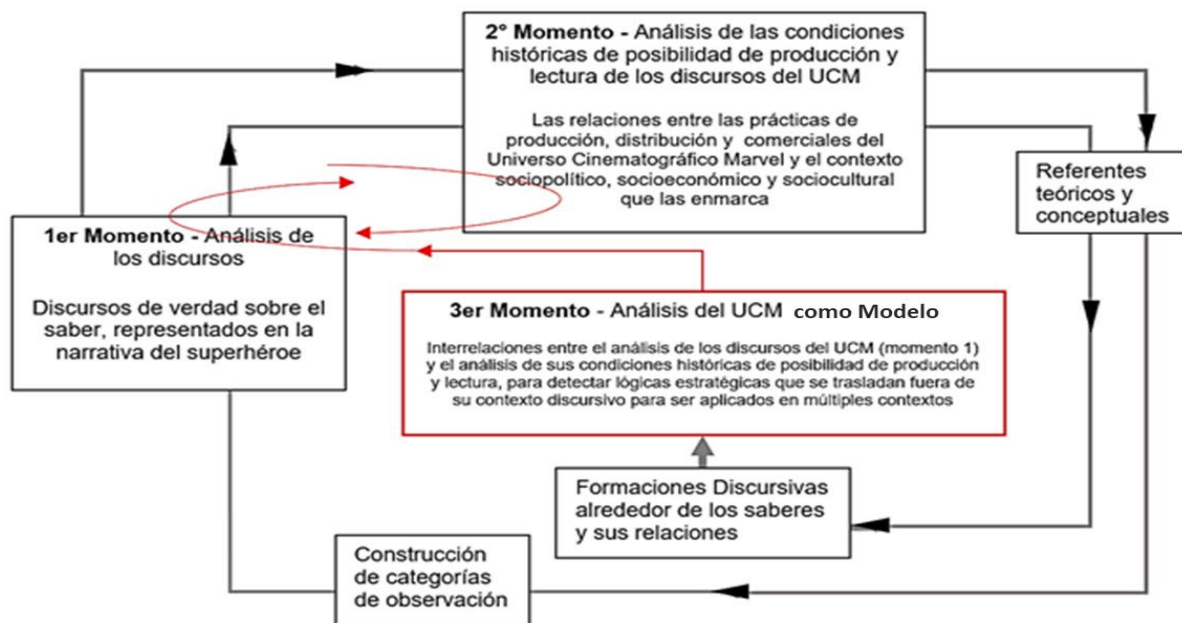 2° Momento - Análisis de las condiciones
históricas de posibilidad de producción y
lectura de los discursos del UCM
Las relaciones entre las prácticas de
producción, distribución y comerciales del
Universo Cinematográfico Marvel y el contexto
sociopolítico, socioeconómico y sociocultural
que las enmarca
Referentes
teóricos y
conceptuales
1er Momento - Análisis de
los discursos
Discursos de verdad sobre el
saber, representados en la
narrativa del superhéroe
3er Momento - Análisis del UCM como Modelo
Interrelaciones entre el análisis de los discursos del UCM (momento 1)
y el análisis de sus condiciones históricas de posibilidad de producción
y lectura, para detectar lógicas estratégicas que se trasladan fuera de
su contexto discursivo para ser aplicados en múltiples contextos
Formaciones Discursivas
alrededor de los saberes
y sus relaciones
Construcción
de categorías
de observación